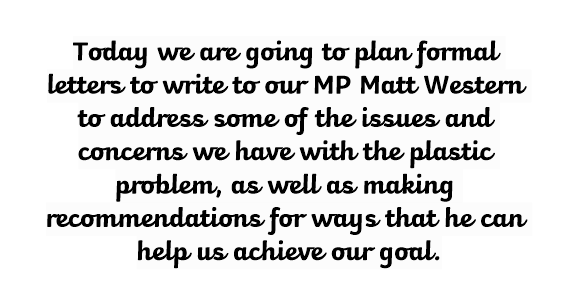 Today we are going to plan formal
letters to write to our MP Matt Western
to address some of the issues and
concerns we have with the plastic
problem, as well as making
recommendations for ways that he can
help us achieve our goal.